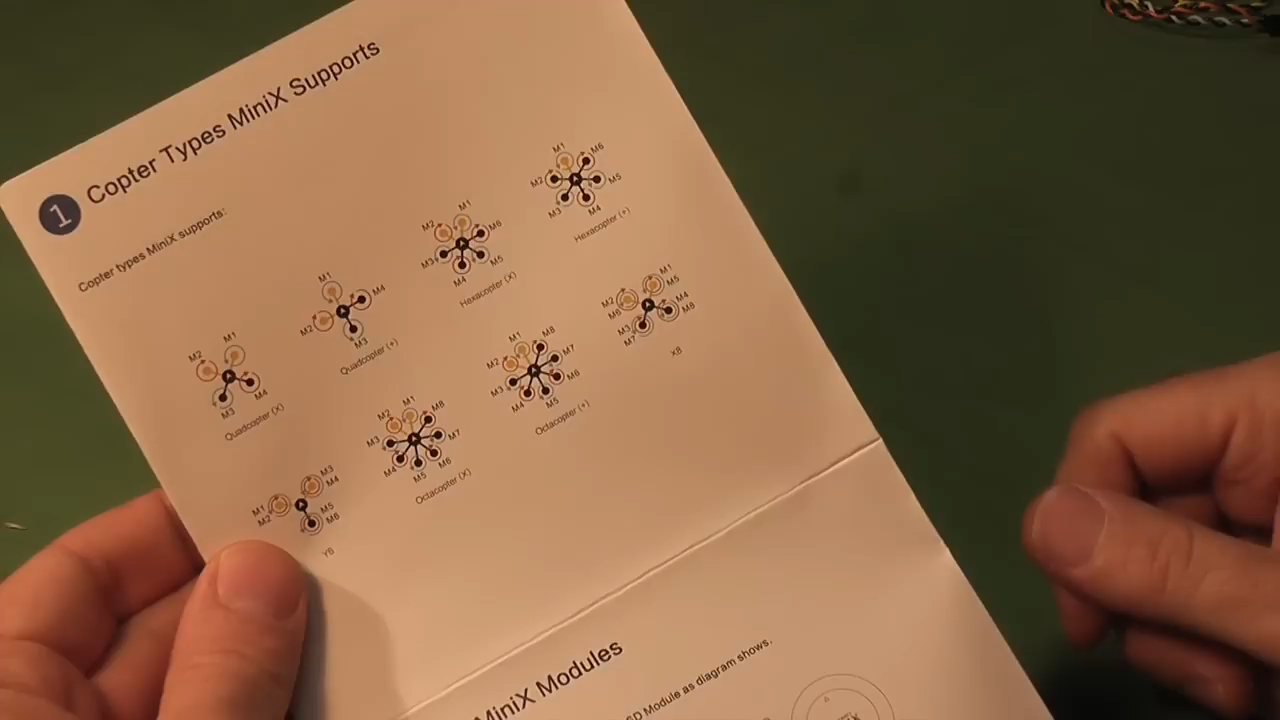 1 Copter Types MiniX Supports
Copter types MiniX supports:
M1
M2
M3
M4
Quadcopter (X)
M1
M2
M3
M4
Quadcopter (+)
M1
M2
M3
M4
M5
M6
Hexacopter (X)
M1
M2
M3
M4
M5
M6
Hexacopter (+)
M1
M2
M3
M4
M5
M6
Y6
M1
M2
M3
M4
M5
M6
M7
M8
Octacopter (X)
M1
M2
M3
M4
M5
M6
M7
M8
Octacopter (+)
M1
M5
M2
M6
M3
M7
M4
M8
X8
MiniX Modules
SD Module as diagram shows.